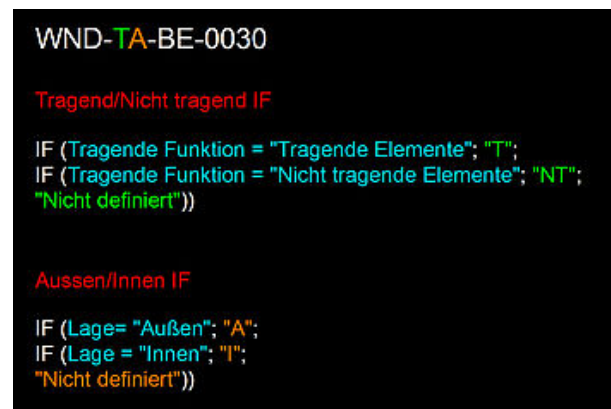 WND-TA-BE-0030
Tragend/Nicht tragend IF
IF (Tragende Funktion = "Tragende Elemente"; "T";
IF (Tragende Funktion = "Nicht tragende Elemente"; "NT";
"Nicht definiert"))
Aussen/Innen IF
IF (Lage= "Außen"; "A";
IF (Lage = "Innen"; "I";
"Nicht definiert"))